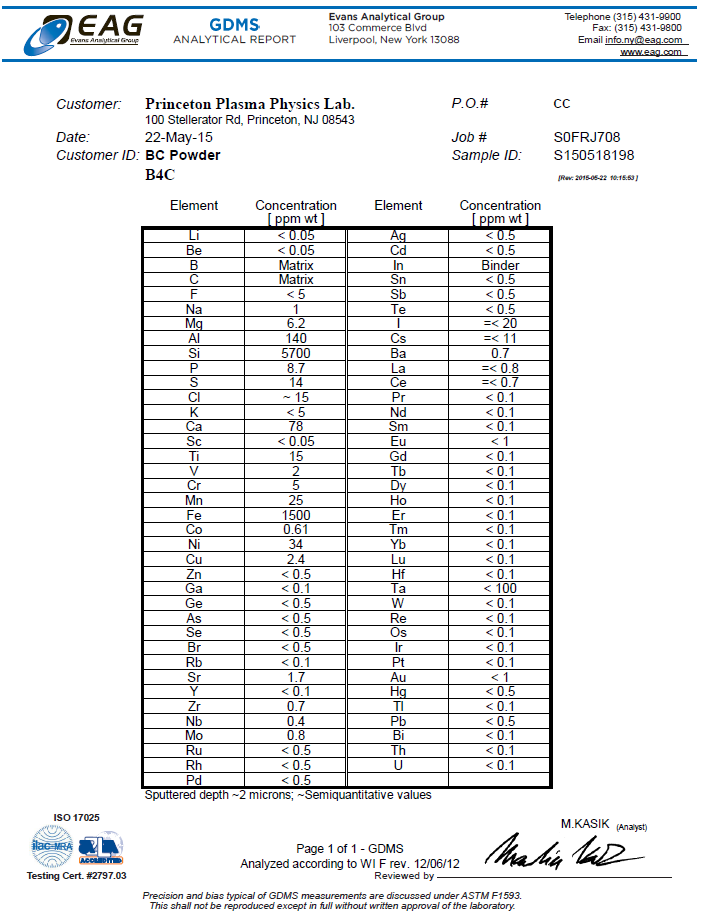 EAG
Evans Analytical Group
GDMS
ANALYTICAL REPORT
Evans Analytical Group
103 Commerce Blvd
Liverpool, New York 13088
Telephone (315) 431-9900
Fax: (315) 431-9800
Email info.ny@eag.com
www.eag.com
Customer: Princeton Plasma Physics Lab. P.O.# CC
100 Stellerator Rd, Princeton, NJ 08543
Date: 22-May-15 Job # S0FRJ708
Customer ID: BC Powder Sample ID: S150518198
B4C [Rev: 2015-05-22 10:15:53 ]
Element Concentration Element Concentration
[ ppm wt ] [ ppm wt ]
Li < 0.05 Ag < 0.5
Be < 0.05 Cd < 0.5
B Matrix In Binder
C Matrix Sn < 0.5
F < 5 Sb < 0.5
Na 1 Te < 0.5
Mg 6.2 I =< 20
Al 140 Cs =< 11
Si 5700 Ba 0.7
P 8.7 La =< 0.8
S 14 Ce =< 0.7
Cl ~ 15 Pr < 0.1
K < 5 Nd < 0.1
Ca 78 Sm < 0.1
Sc < 0.05 Eu < 1
Ti 15 Gd < 0.1
V 2 Tb < 0.1
Cr 5 Dy < 0.1
Mn 25 Ho < 0.1
Fe 1500 Er < 0.1
Co 0.61 Tm < 0.1
Ni 34 Yb < 0.1
Cu 2.4 Lu < 0.1
Zn < 0.5 Hf < 0.1
Ga < 0.1 Ta < 100
Ge < 0.5 W < 0.1
As < 0.5 Re < 0.1
Se < 0.5 Os < 0.1
Br < 0.5 Ir < 0.1
Rb < 0.1 Pt < 0.1
Sr 1.7 Au < 1
Y < 0.1 Hg < 0.5
Zr 0.7 Tl < 0.1
Nb 0.4 Pb < 0.5
Mo 0.8 Bi < 0.1
Ru < 0.5 Th < 0.1
Rh < 0.5 U < 0.1
Pd < 0.5
Sputtered depth ~2 microns; ~Semiquantitative values
ISO 17025
ilac-MRA
ACCREDITED
Testing Cert. #2797.03
M.KASIK (Analyst)
Page 1 of 1 - GDMS
Analyzed according to WI F rev. 12/06/12
Reviewed by
Precision and bias typical of GDMS measurements are discussed under ASTM F1593.
This shall not be reproduced except in full without written approval of the laboratory.